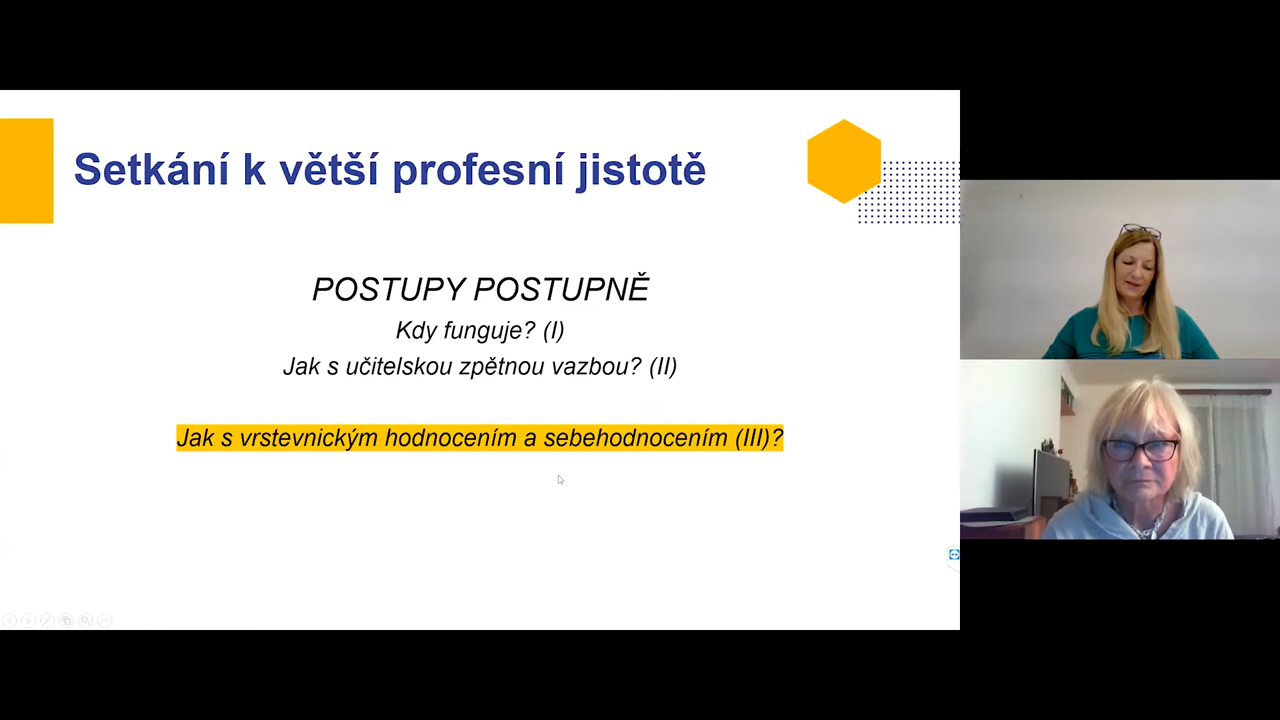 Setkání k větší profesní jistotě
POSTUPY POSTUPNĚ
Kdy funguje? (I)
Jak s učitelskou zpětnou vazbou? (II)
Jak s vrstevnickým hodnocením a sebehodnocením (III)?